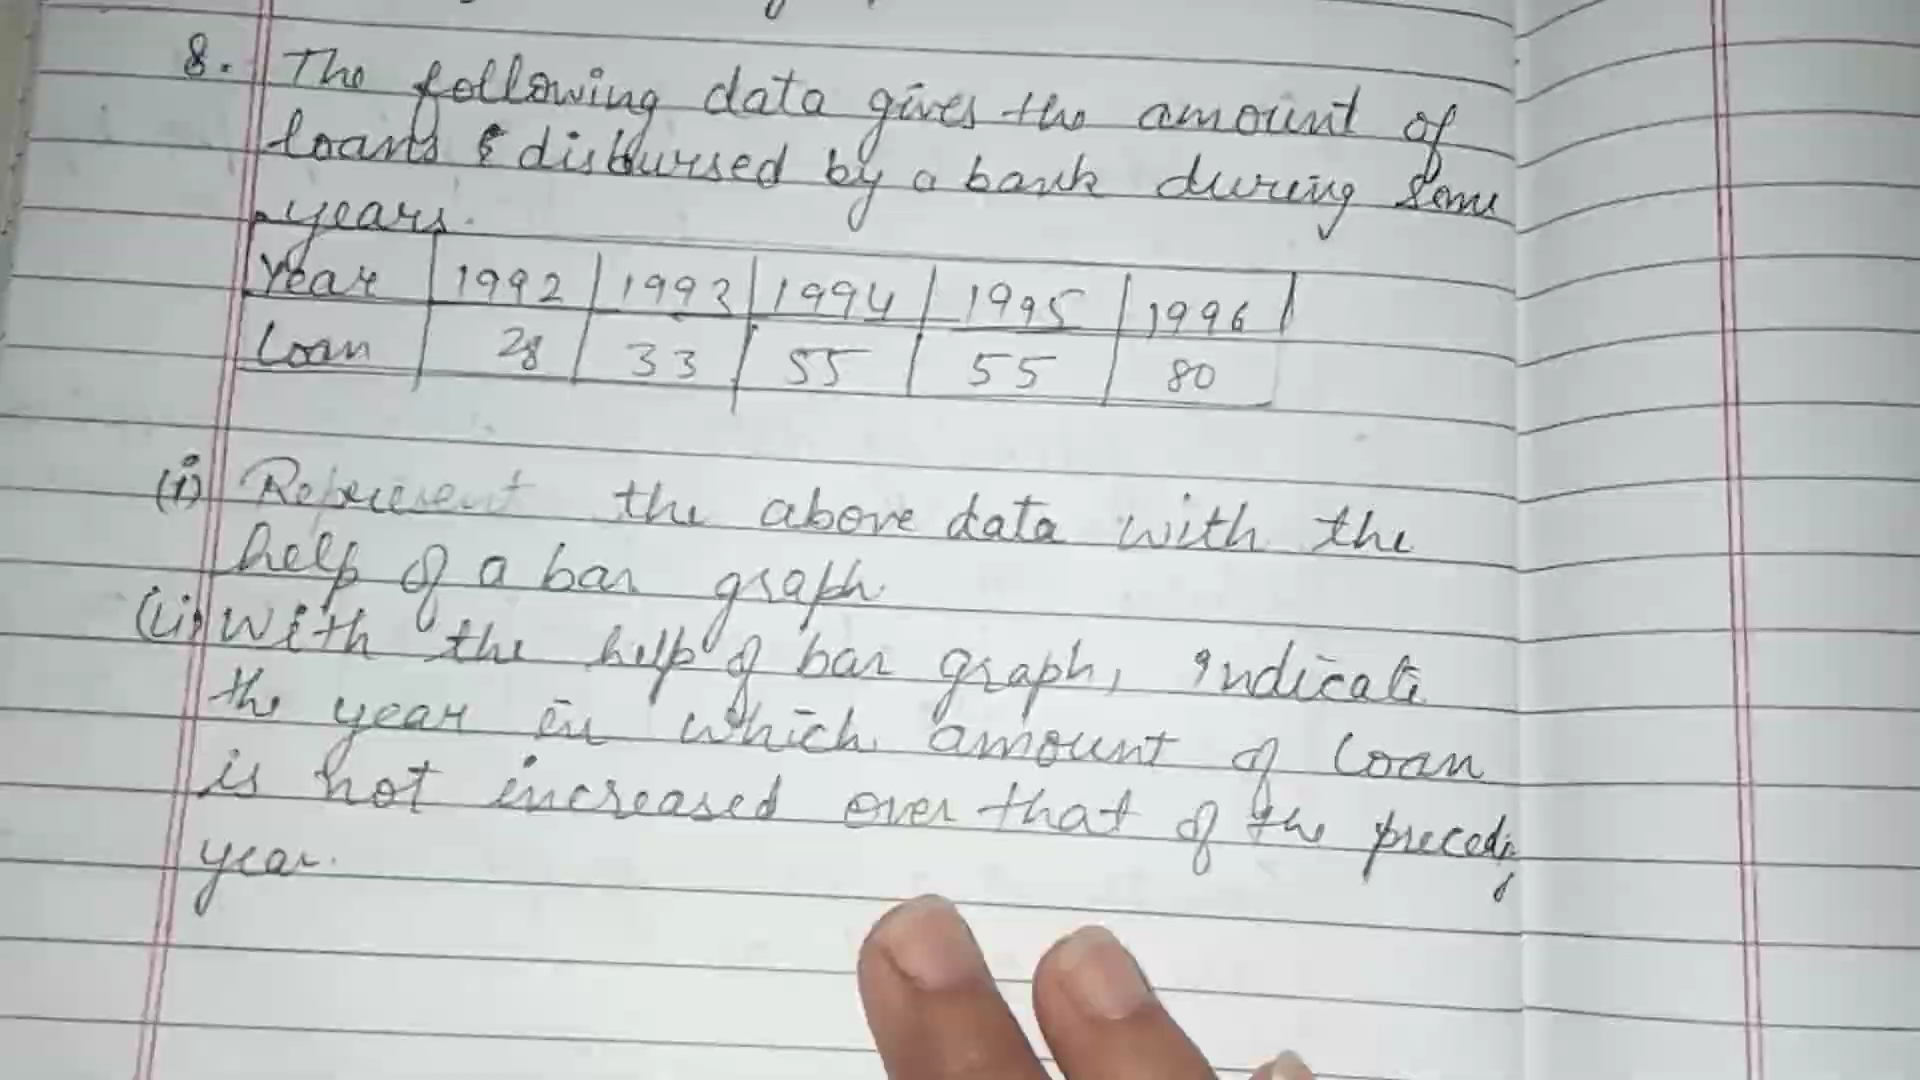 8. The following data gives the amount of
loans disbursed by a bank during some
years.
Year 1992 1993 1994 1995 1996
Loan 28 33 55 55 80
(i) Represent the above data with the
help of a bar graph.
(ii) With the help of bar graph, indicate
the year in which amount of loan
is not increased over that of the preceding
year.